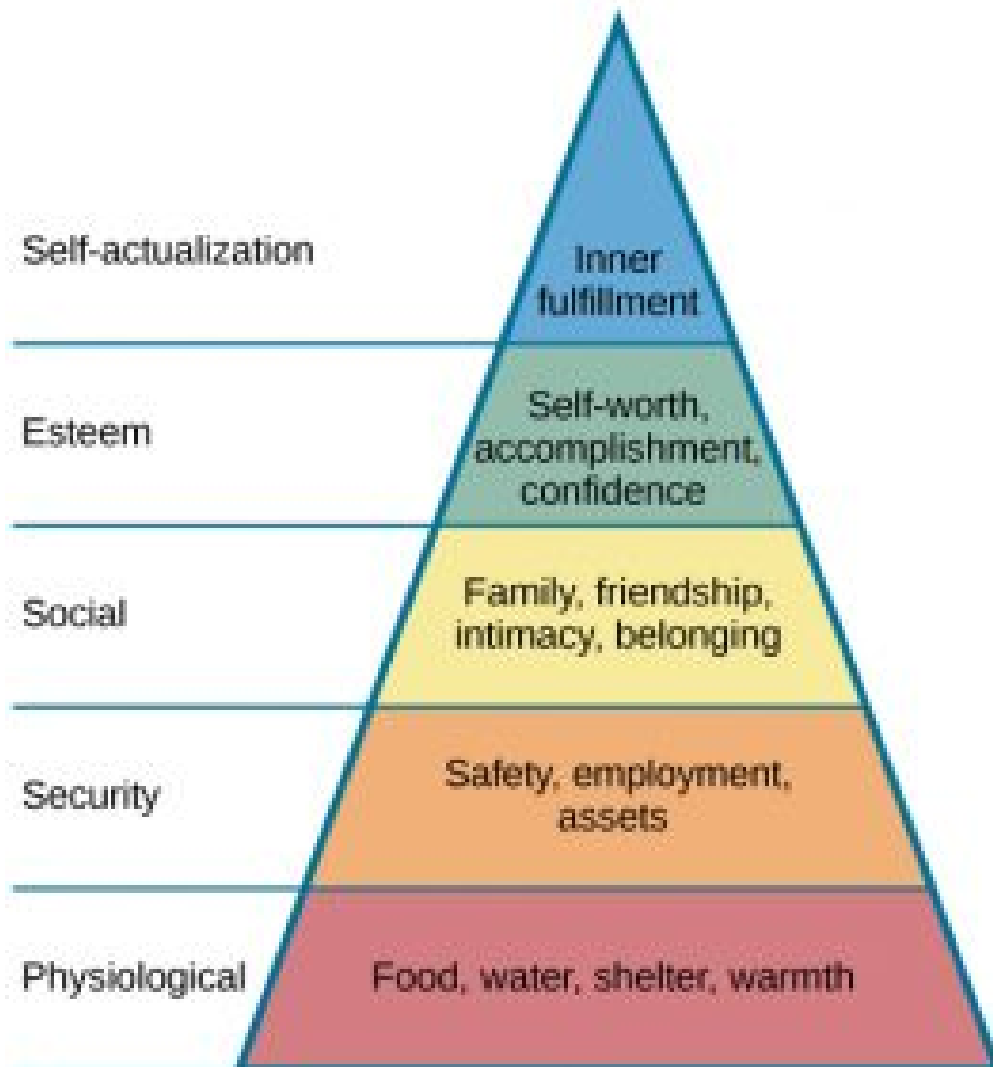 Self-actualization
Inner
fulfillment
Esteem
Self-worth,
accomplishment,
confidence
Social
Family, friendship,
intimacy, belonging
Security
Safety, employment,
assets
Physiological
Food, water, shelter, warmth